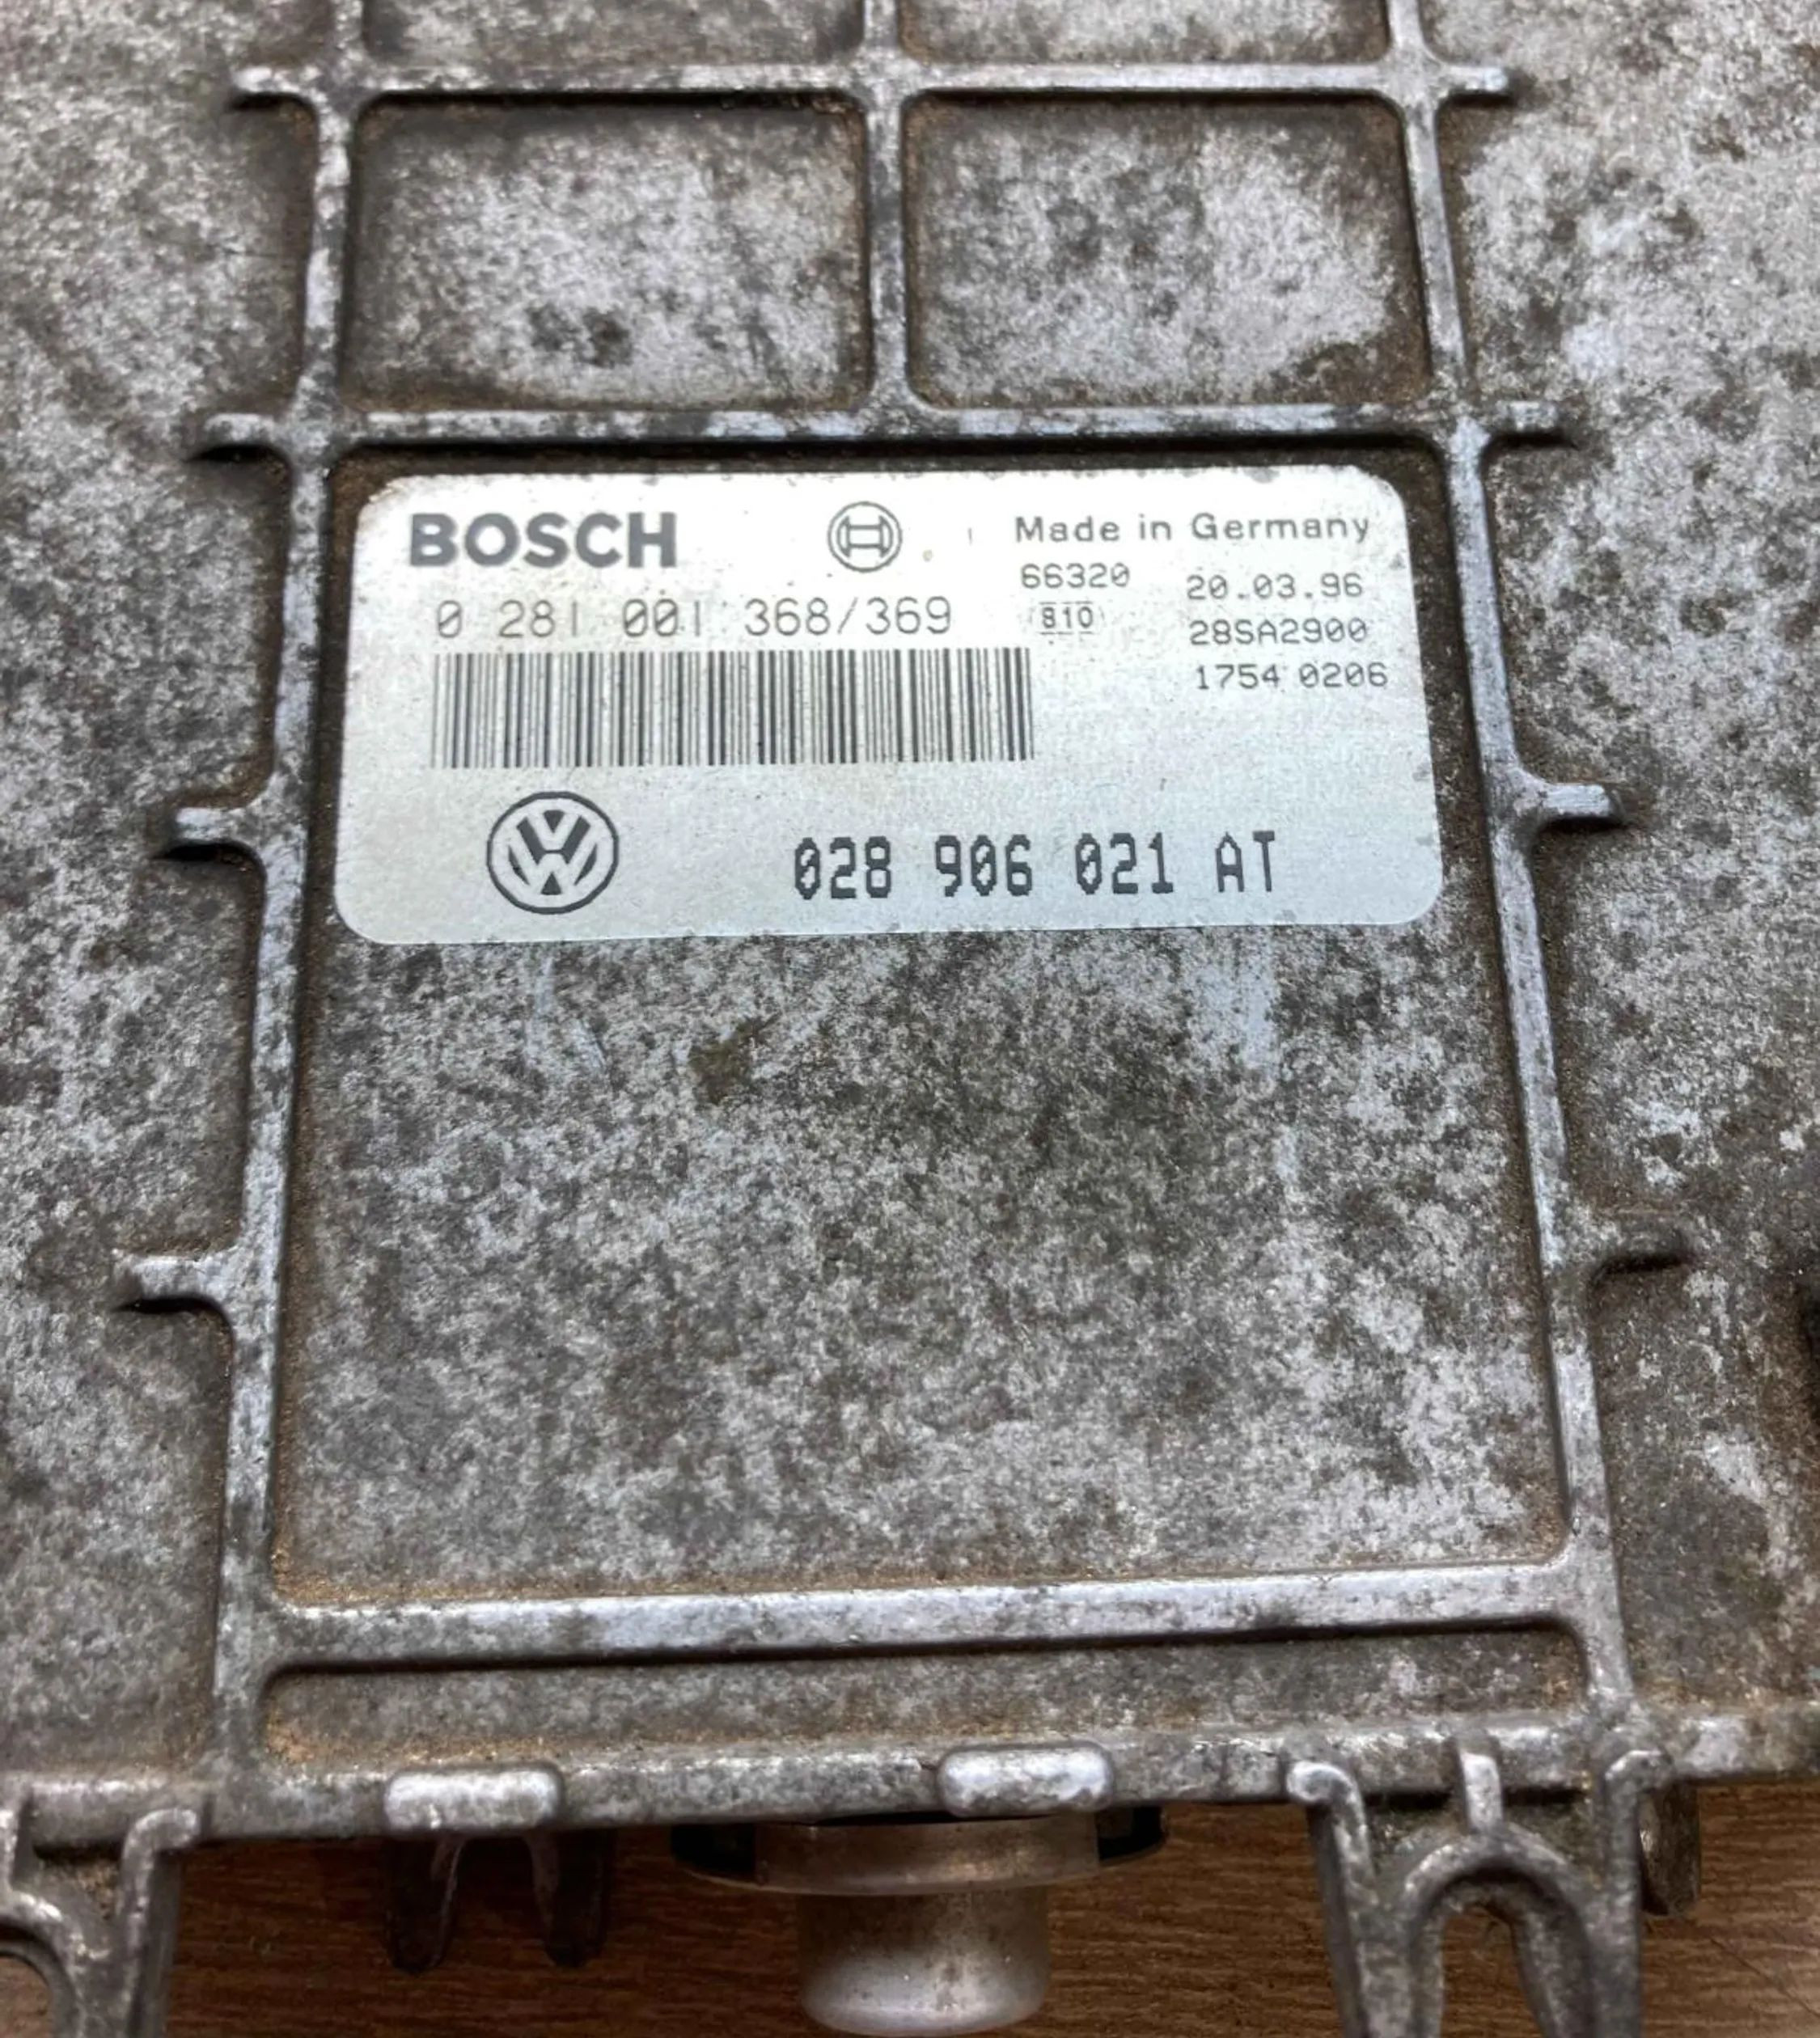 BOSCH
Made in Germany
0 281 001 368/369
66320
20.03.96
810
28SA2900
1754 0206
VW
028 906 021 AT